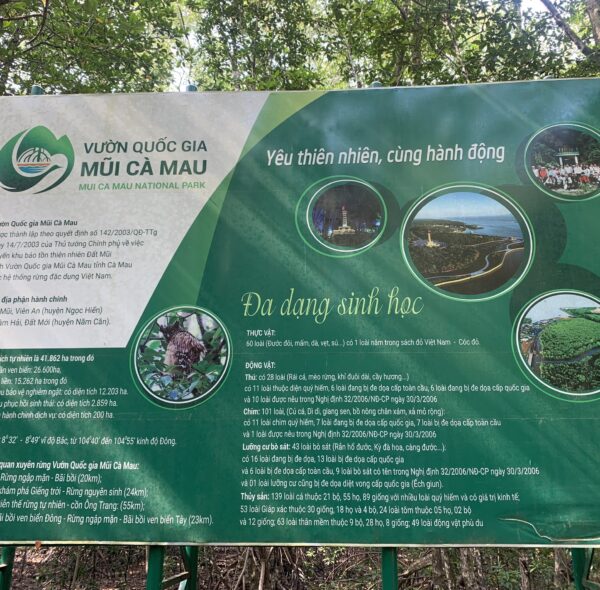 VƯỜN QUỐC GIA
MŨI CÀ MAU
MUI CA MAU NATIONAL PARK
Yêu thiên nhiên, cùng hành động
Vườn Quốc gia Mũi Cà Mau
thành lập theo quyết định số 142/2003/QĐ-TTg
14/7/2003 của Thủ tướng Chính phủ về việc
khu bảo tồn thiên nhiên Đất Mũi
Vườn Quốc gia Mũi Cà Mau tỉnh Cà Mau
hệ thống rừng đặc dụng Việt Nam.
địa phận hành chính
Mũi, Viên An (huyện Ngọc Hiển)
Hải, Đất Mới (huyện Năm Căn).
tích tự nhiên là 41.862 ha trong đó
ven biển: 26.600ha,
liền: 15.262 ha trong đó
bảo vệ nghiêm ngặt: có diện tích 12.203 ha
phục hồi sinh thái: có diện tích 2.859 ha
hành chính dịch vụ: có diện tích 200 ha.
8°32' - 8°49' vĩ độ Bắc, từ 104°40' đến 104°55' kinh độ Đông.
quan xuyên rừng Vườn Quốc gia Mũi Cà Mau:
Rừng ngập mặn - Bãi bồi (20km);
khám phá Giếng trời - Rừng nguyên sinh (24km);
thế rừng tự nhiên - cồn Ông Trang: (55km);
bồi ven biển Đông - Rừng ngập mặn - Bãi bồi ven biển Tây (23km).
Đa dạng sinh học
THỰC VẬT:
60 loài (Đước đôi, mắm, dà, vẹt, sú...) có 1 loài nằm trong sách đỏ Việt Nam - Cóc đỏ.
ĐỘNG VẬT:
Thú: có 28 loài (Rái cá, mèo rừng, khỉ đuôi dài, cầy hương...)
có 11 loài thuộc diện quý hiếm, 6 loài đang bị đe dọa cấp toàn cầu, 6 loài đang bị đe dọa cấp quốc gia
và 10 loài được nêu trong Nghị định 32/2006/NĐ-CP ngày 30/3/2006
Chim: 101 loài, (Cú cá, Di di, giang sen, bồ nông chân xám, xả mỏ rộng):
có 11 loài chim quý hiếm, 7 loài đang bị đe dọa cấp quốc gia, 7 loài bị đe dọa cấp toàn cầu
và 1 loài được nêu trong Nghị định 32/2006/NĐ-CP ngày 30/3/2006
Lưỡng cư bò sát: 43 loài bò sát (Rắn hổ đước, Kỳ đà hoa, càng đước...):
có 16 loài đang bị đe dọa, 13 loài bị đe dọa cấp quốc gia
và 6 loài bị đe dọa cấp toàn cầu, 9 loài bò sát có tên trong Nghị định 32/2006/NĐ-CP ngày 30/3/2006
và 01 loài lưỡng cư cũng bị đe dọa diệt vong cấp quốc gia (Ếch giun).
Thủy sản: 139 loài cá thuộc 21 bộ, 55 họ, 89 giống với nhiều loài quý hiếm và có giá trị kinh tế,
53 loài Giáp xác thuộc 30 giống, 18 họ và 4 bộ, 24 loài tôm thuộc 05 họ, 02 bộ
và 12 giống; 63 loài thân mềm thuộc 9 bộ, 28 họ, 8 giống; 49 loài động vật phù du